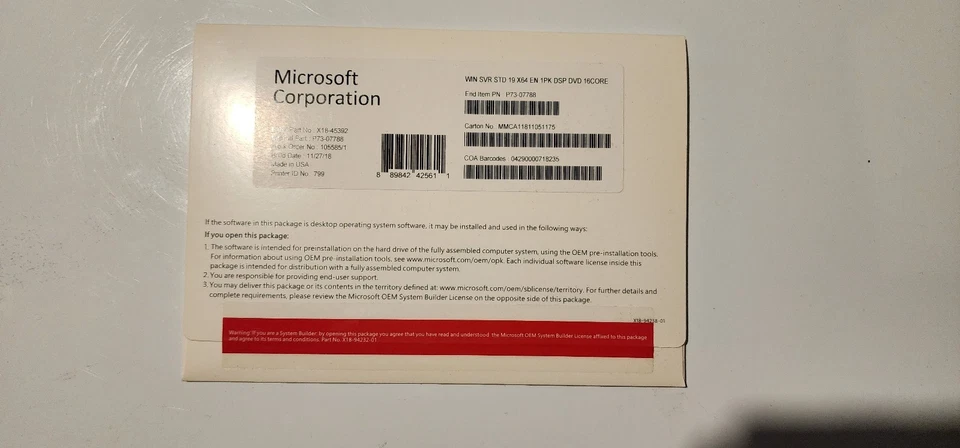 Microsoft
Corporation
Part No.: X18-45392
Part : P73-07788
Order No.: 105585/1
Date : 11/27/18
Made in USA
Printer ID No. 799
8 89842 42561 1
WIN SVR STD 19 X64 EN 1PK DSP DVD 16CORE
End Item PN : P73-07788
Carton No. MMCA11811051175
COA Barcodes : 04290000718235
If the software in this package is desktop operating system software, it may be installed and used in the following ways:
If you open this package:
1. The software is intended for preinstallation on the hard drive of the fully assembled computer system, using the OEM pre-installation tools.
For information about using OEM pre-installation tools, see www.microsoft.com/oem/opk. Each individual software license inside this
package is intended for distribution with a fully assembled computer system.
2. You are responsible for providing end-user support.
3. You may deliver this package or its contents in the territory defined at: www.microsoft.com/oem/sblicense/territory. For further details and
complete requirements, please review the Microsoft OEM System Builder License on the opposite side of this package.
X18-94234-01
Warning: If you are a System Builder, by opening this package you agree that you have read and understood the Microsoft OEM System Builder License affixed to this package
and agree to its terms and conditions. Part No. X18-94232-01